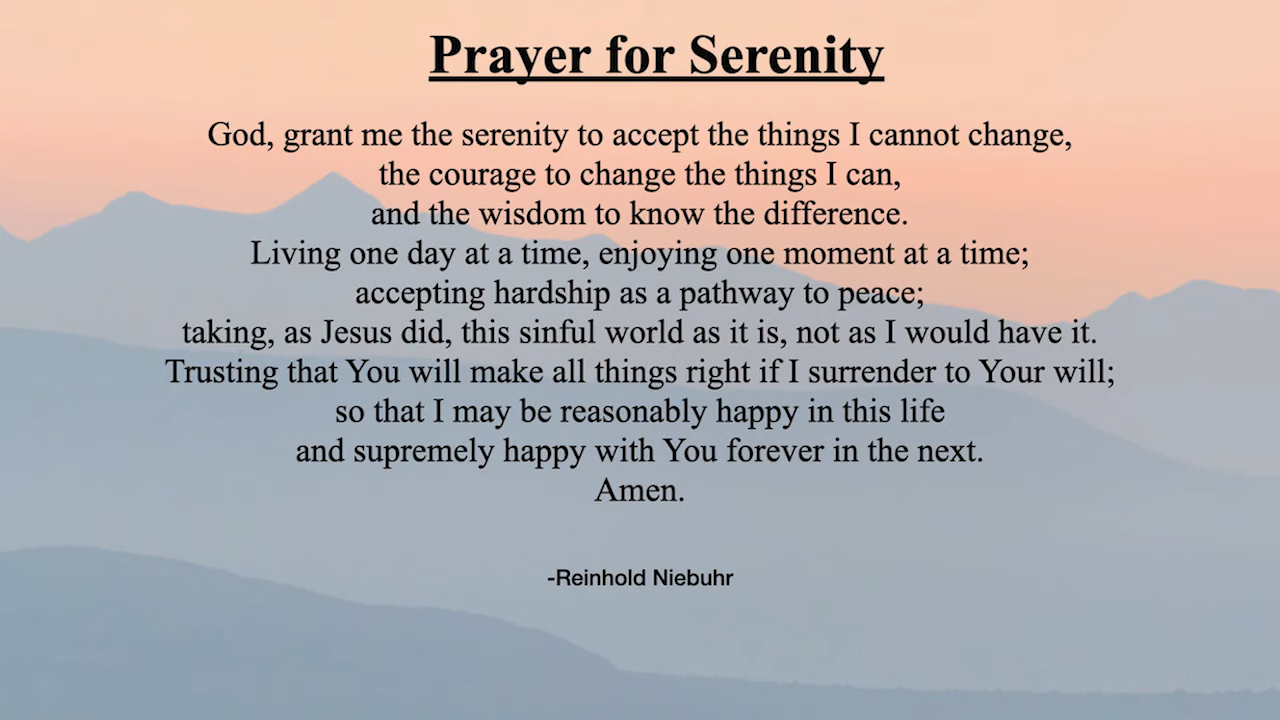 Prayer for Serenity
God, grant me the serenity to accept the things I cannot change,
the courage to change the things I can,
and the wisdom to know the difference.
Living one day at a time, enjoying one moment at a time;
accepting hardship as a pathway to peace;
taking, as Jesus did, this sinful world as it is, not as I would have it.
Trusting that You will make all things right if I surrender to Your will;
so that I may be reasonably happy in this life
and supremely happy with You forever in the next.
Amen.
-Reinhold Niebuhr